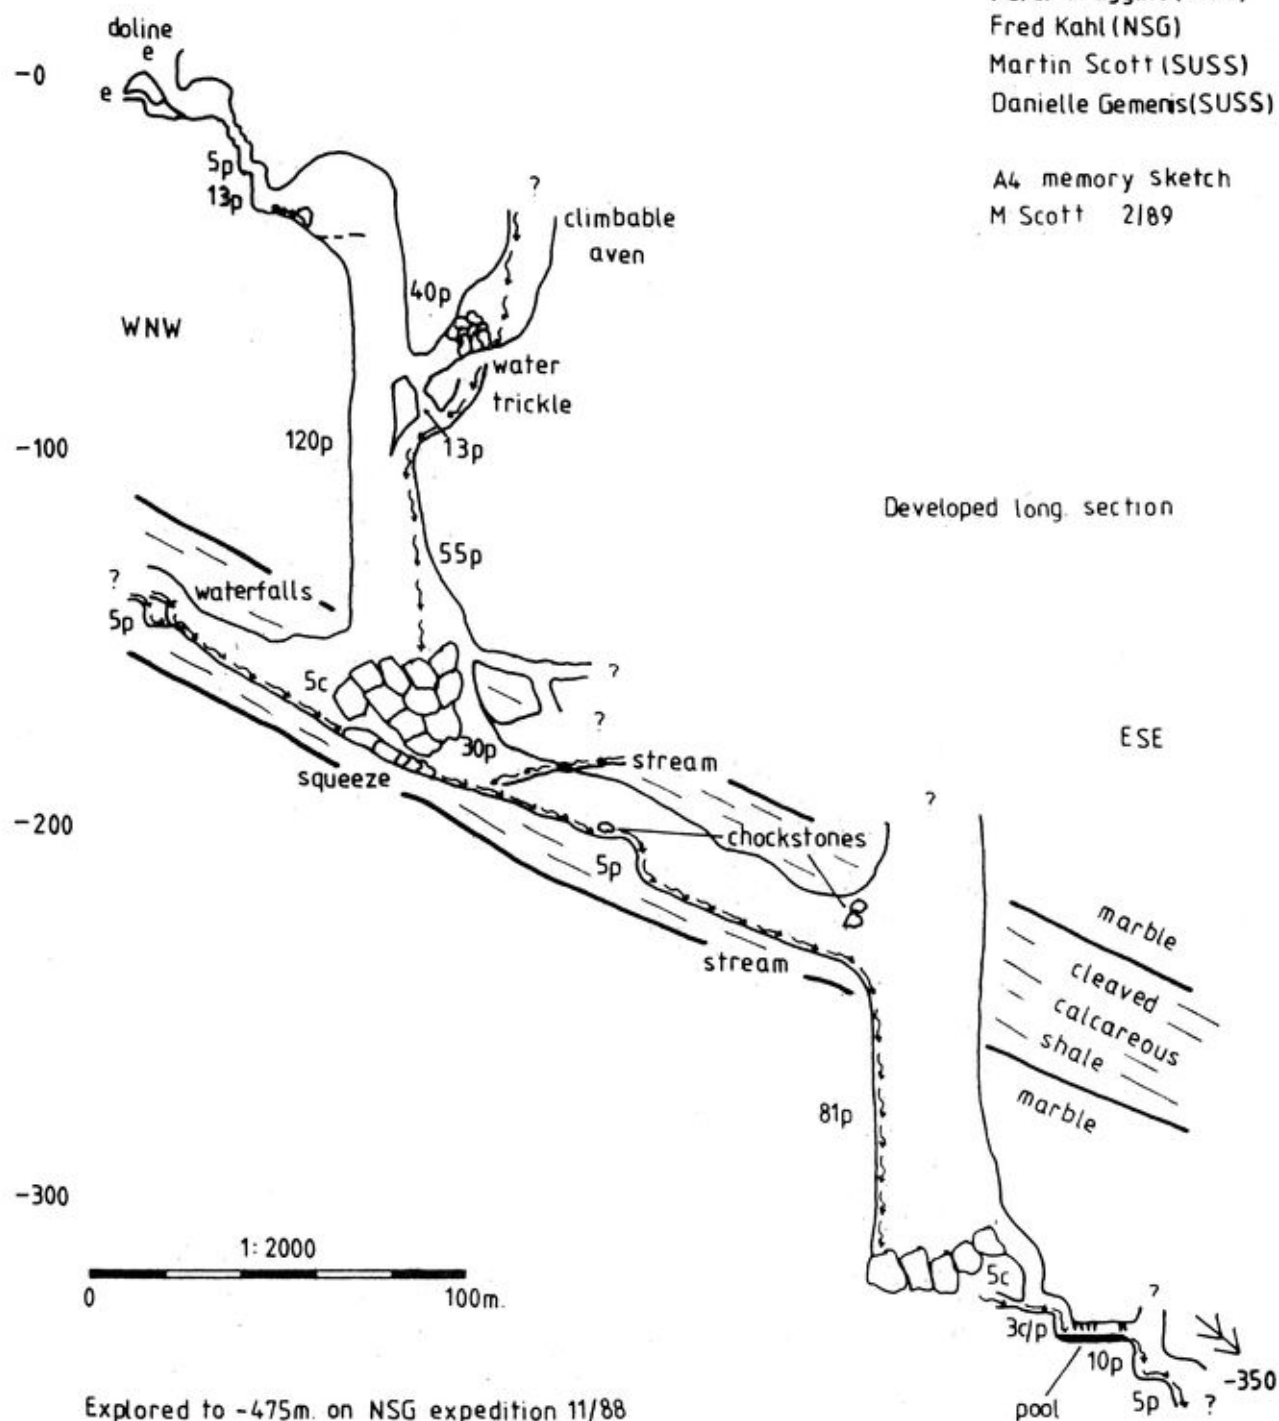 doline
e
-0
e
5p
13p
Fred Kahl (NSG)
Martin Scott (SUSS)
Danielle Gemenis (SUSS)
A4 memory sketch
M Scott 2/89
?
climbable
aven
40p
WNW
water
trickle
-100
120p
13p
Developed long. section
55p
?
waterfalls
5p
?
5c
?
30p
ESE
squeeze
stream
-200
?
chockstones
5p
stream
marble
cleaved
calcareous
shale
marble
81p
-300
1:2000
0
100m.
5c
?
3c/p
10p
-350
pool
5p
?
Explored to -475m. on NSG expedition 11/88